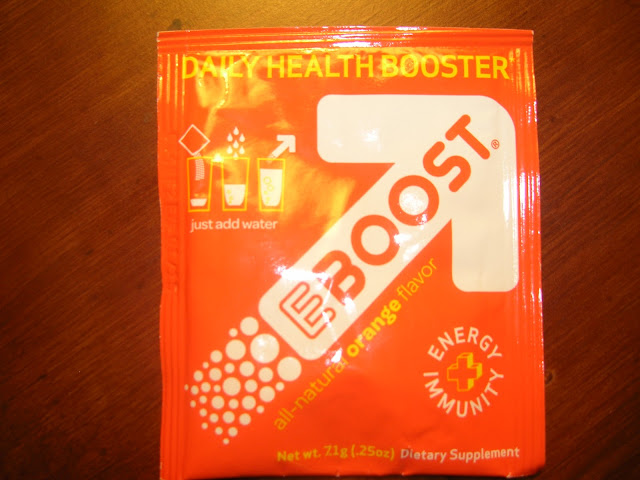 DAILY HEALTH BOOSTER*
just add water
EBOOST®
all-natural orange flavor
ENERGY
IMMUNITY
Net wt. 7.1g (.25oz) Dietary Supplement